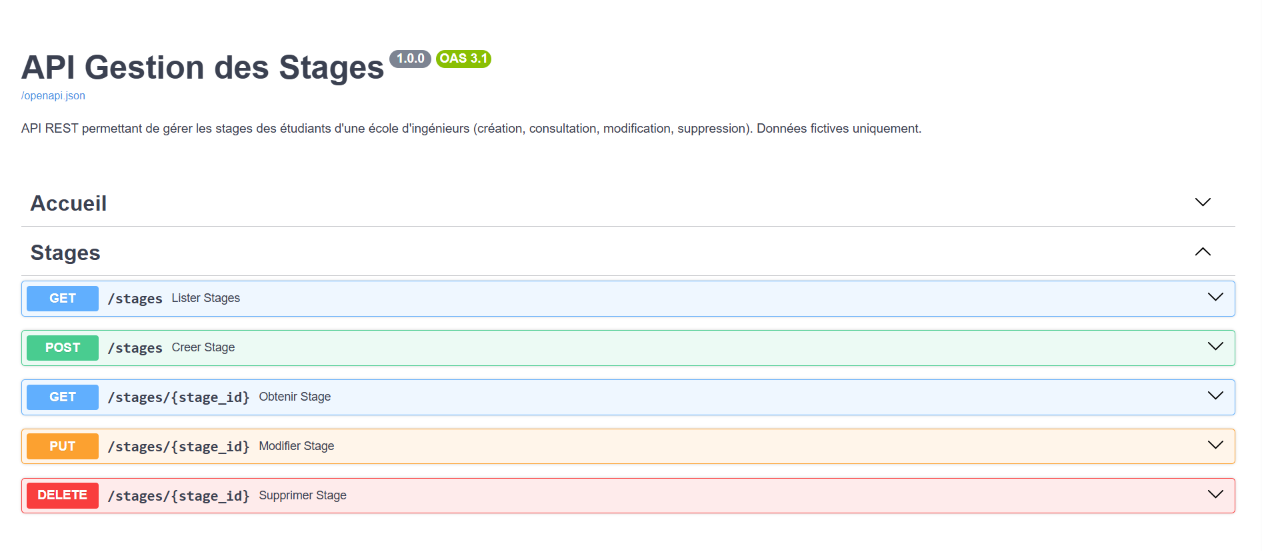 API Gestion des Stages 1.0.0 OAS 3.1
/openapi.json
API REST permettant de gérer les stages des étudiants d'une école d'ingénieurs (création, consultation, modification, suppression). Données fictives uniquement.
Accueil
Stages
GET /stages Lister Stages
POST /stages Creer Stage
GET /stages/{stage_id} Obtenir Stage
PUT /stages/{stage_id} Modifier Stage
DELETE /stages/{stage_id} Supprimer Stage